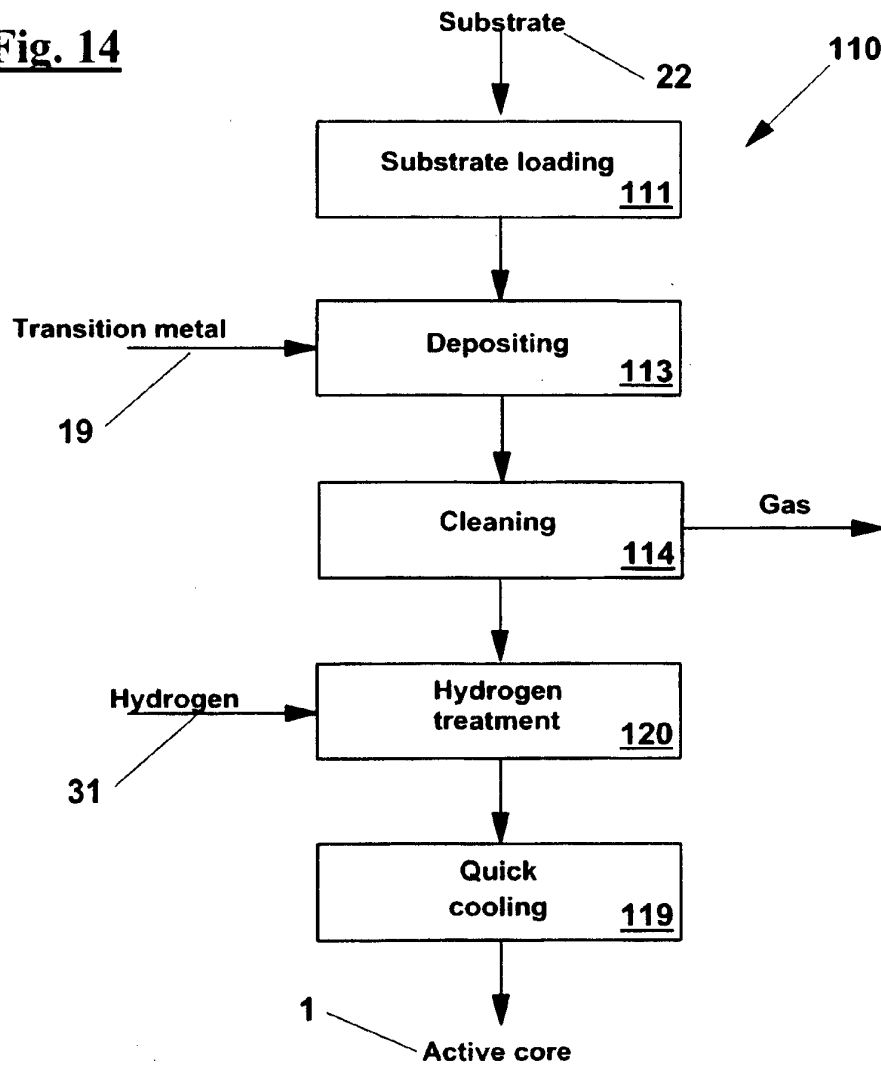 Fig. 14
Substrate
22
110
Substrate loading
111
Transition metal
19
Depositing
113
Cleaning
114
Gas
Hydrogen
31
Hydrogen
treatment
120
Quick
cooling
119
1
Active core